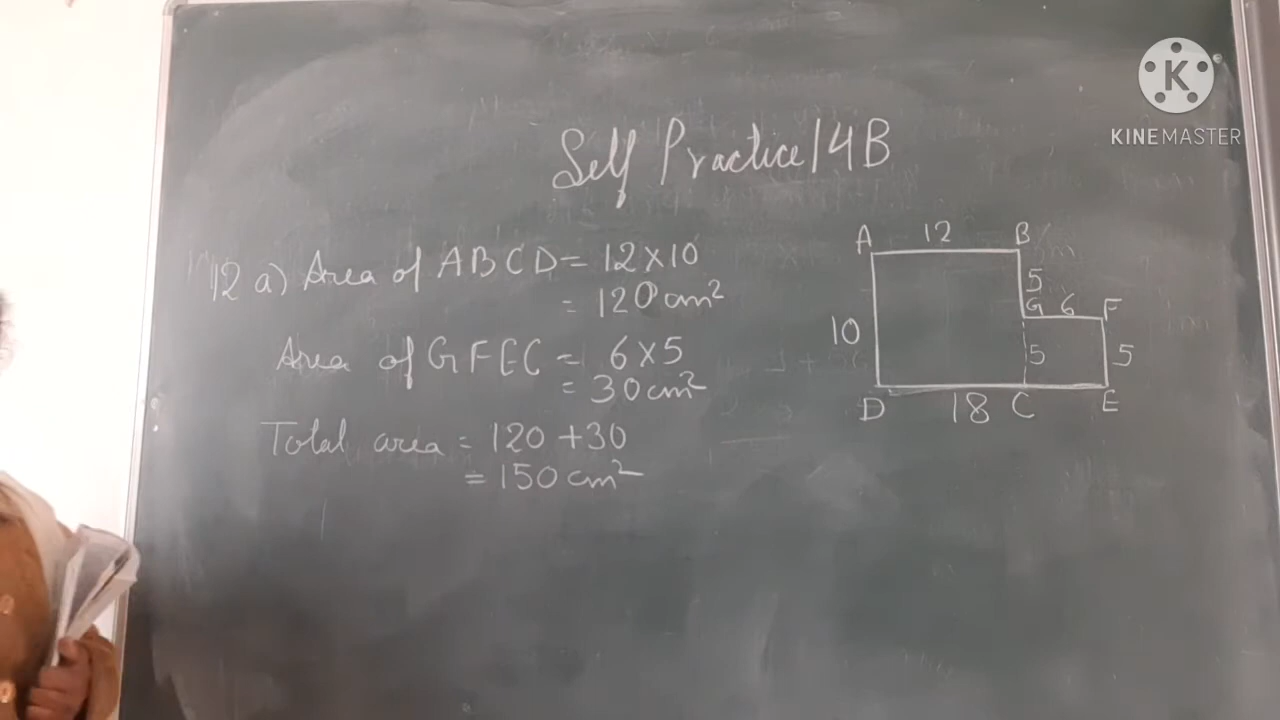 KINEMASTER
Self Practice 14B
12 a) Area of ABCD = 12 × 10
= 120 cm²
Area of GFEC = 6 × 5
= 30 cm²
Total area = 120 + 30
= 150 cm²
A 12 B
5
G 6 F
10 5 5
D 18 C E